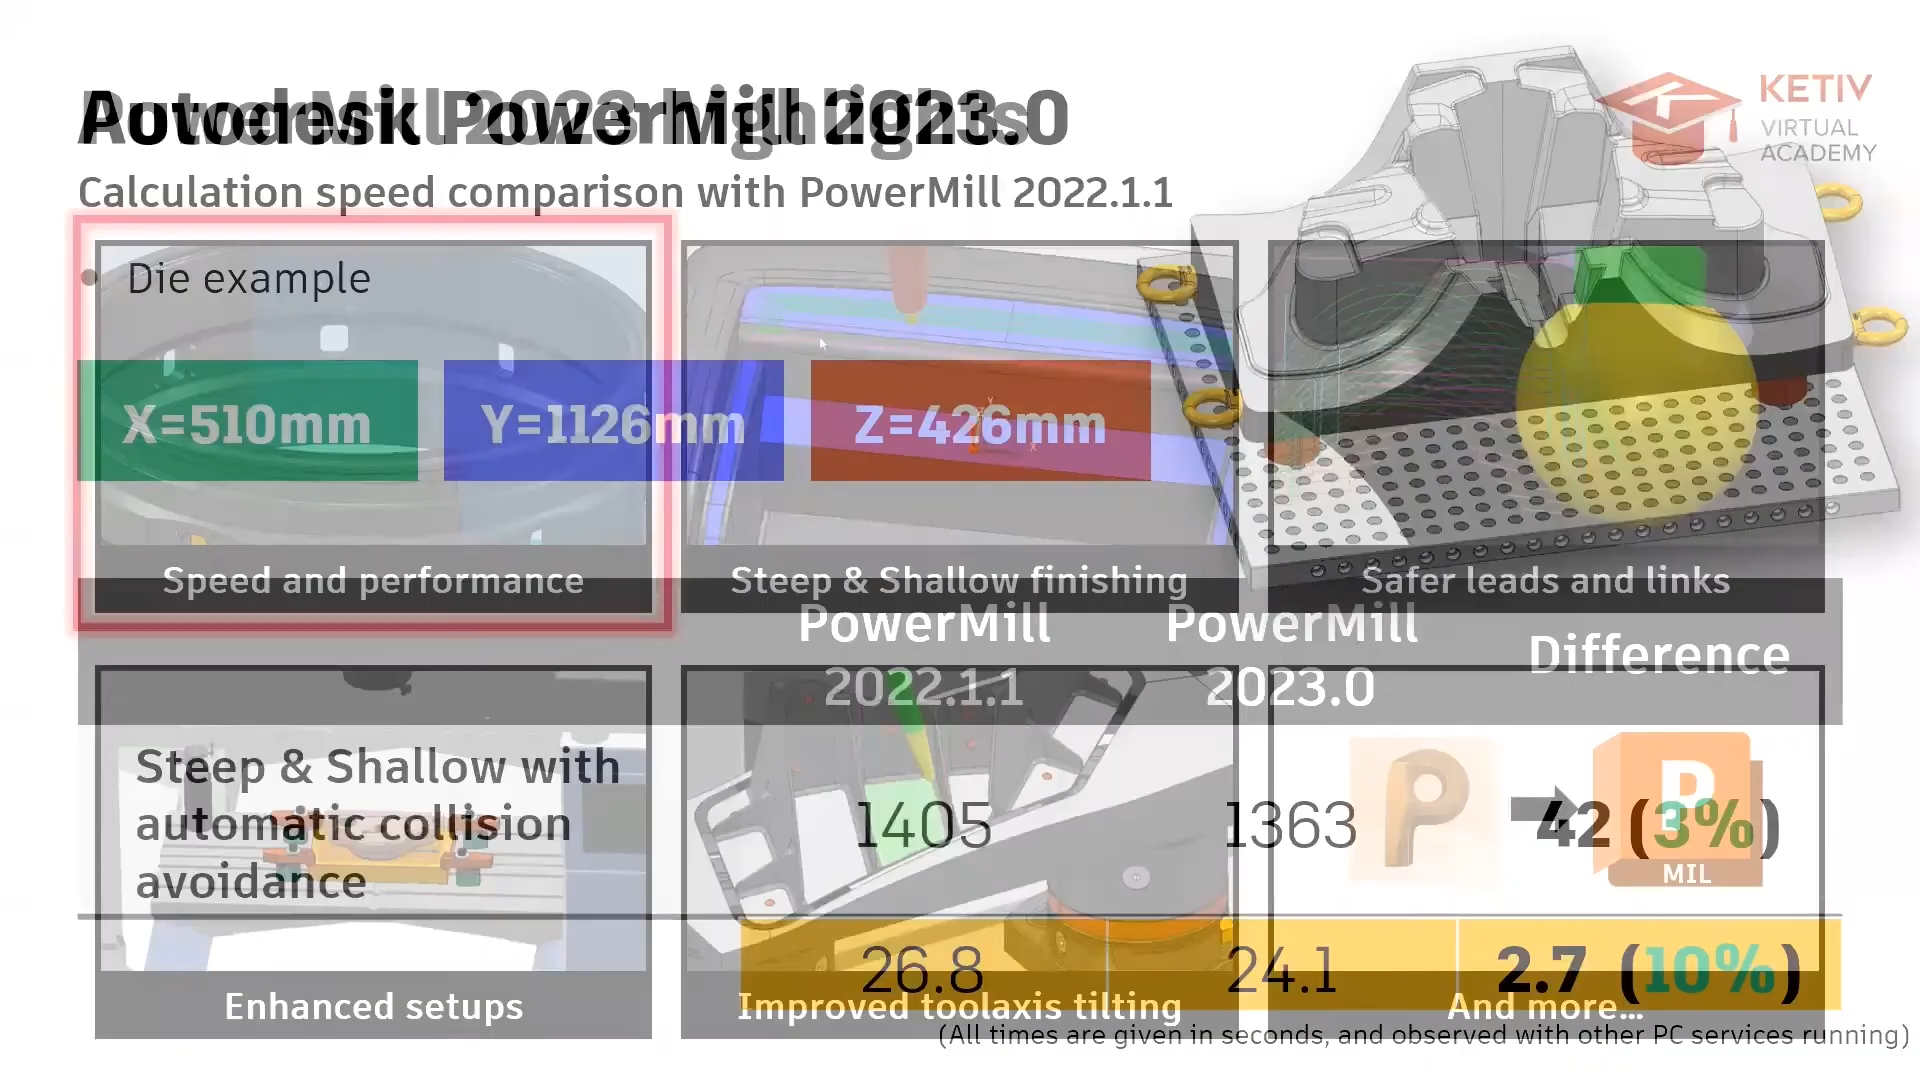 Autodesk PowerMill 2023.0
PowerMill 2023 highlights
KETIV
VIRTUAL
ACADEMY
Calculation speed comparison with PowerMill 2022.1.1
Die example
X=510mm
Y=1126mm
Z=426mm
Speed and performance
Steep & Shallow finishing
Safer leads and links
PowerMill
2022.1.1
PowerMill
2023.0
Difference
Steep & Shallow with
automatic collision
avoidance
1405
1363
42 (3%)
P
P
MIL
26.8
24.1
2.7 (10%)
Enhanced setups
Improved toolaxis tilting
And more...
(All times are given in seconds, and observed with other PC services running)